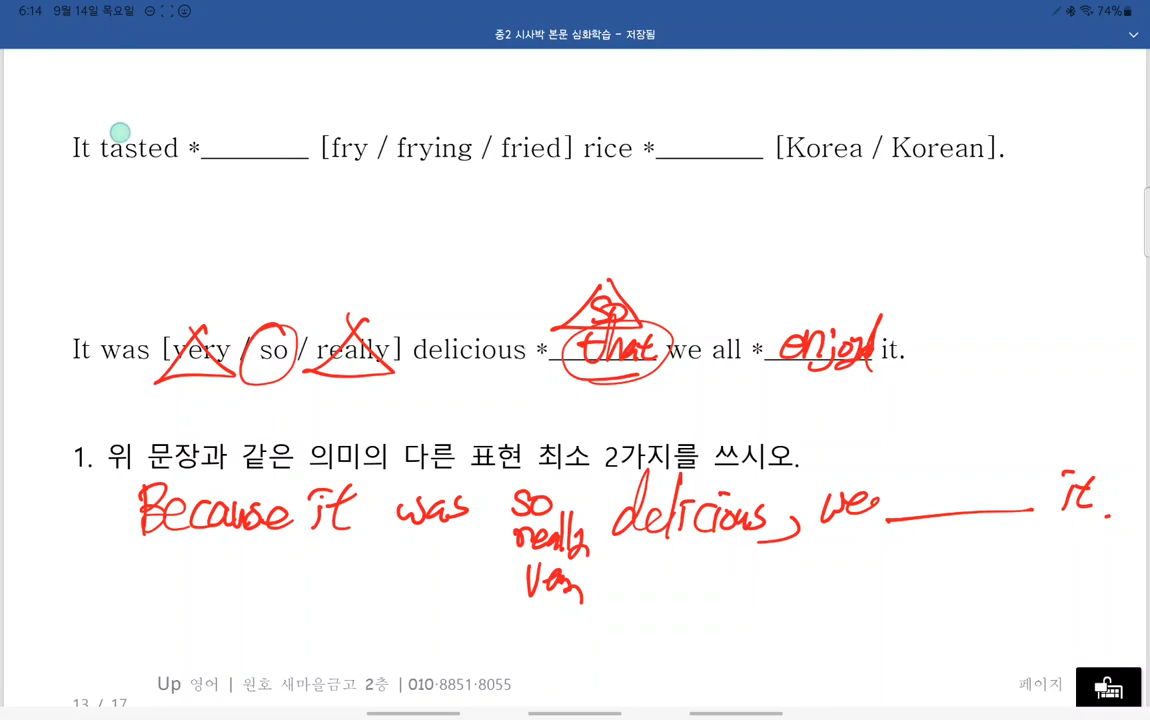 6:14 9월 14일 목요일 74%
중2 시사박 본문 심화학습 - 저장됨
It tasted *________ [fry / frying / fried] rice *________ [Korea / Korean].
so
It was [very / so / really] delicious *that we all *enjoyed it.
1. 위 문장과 같은 의미의 다른 표현 최소 2가지를 쓰시오.
Because it was so delicious, we ________ it.
really
very
Up 영어 | 원호 새마을금고 2층 | 010·8851·8055 페이지
13 / 17